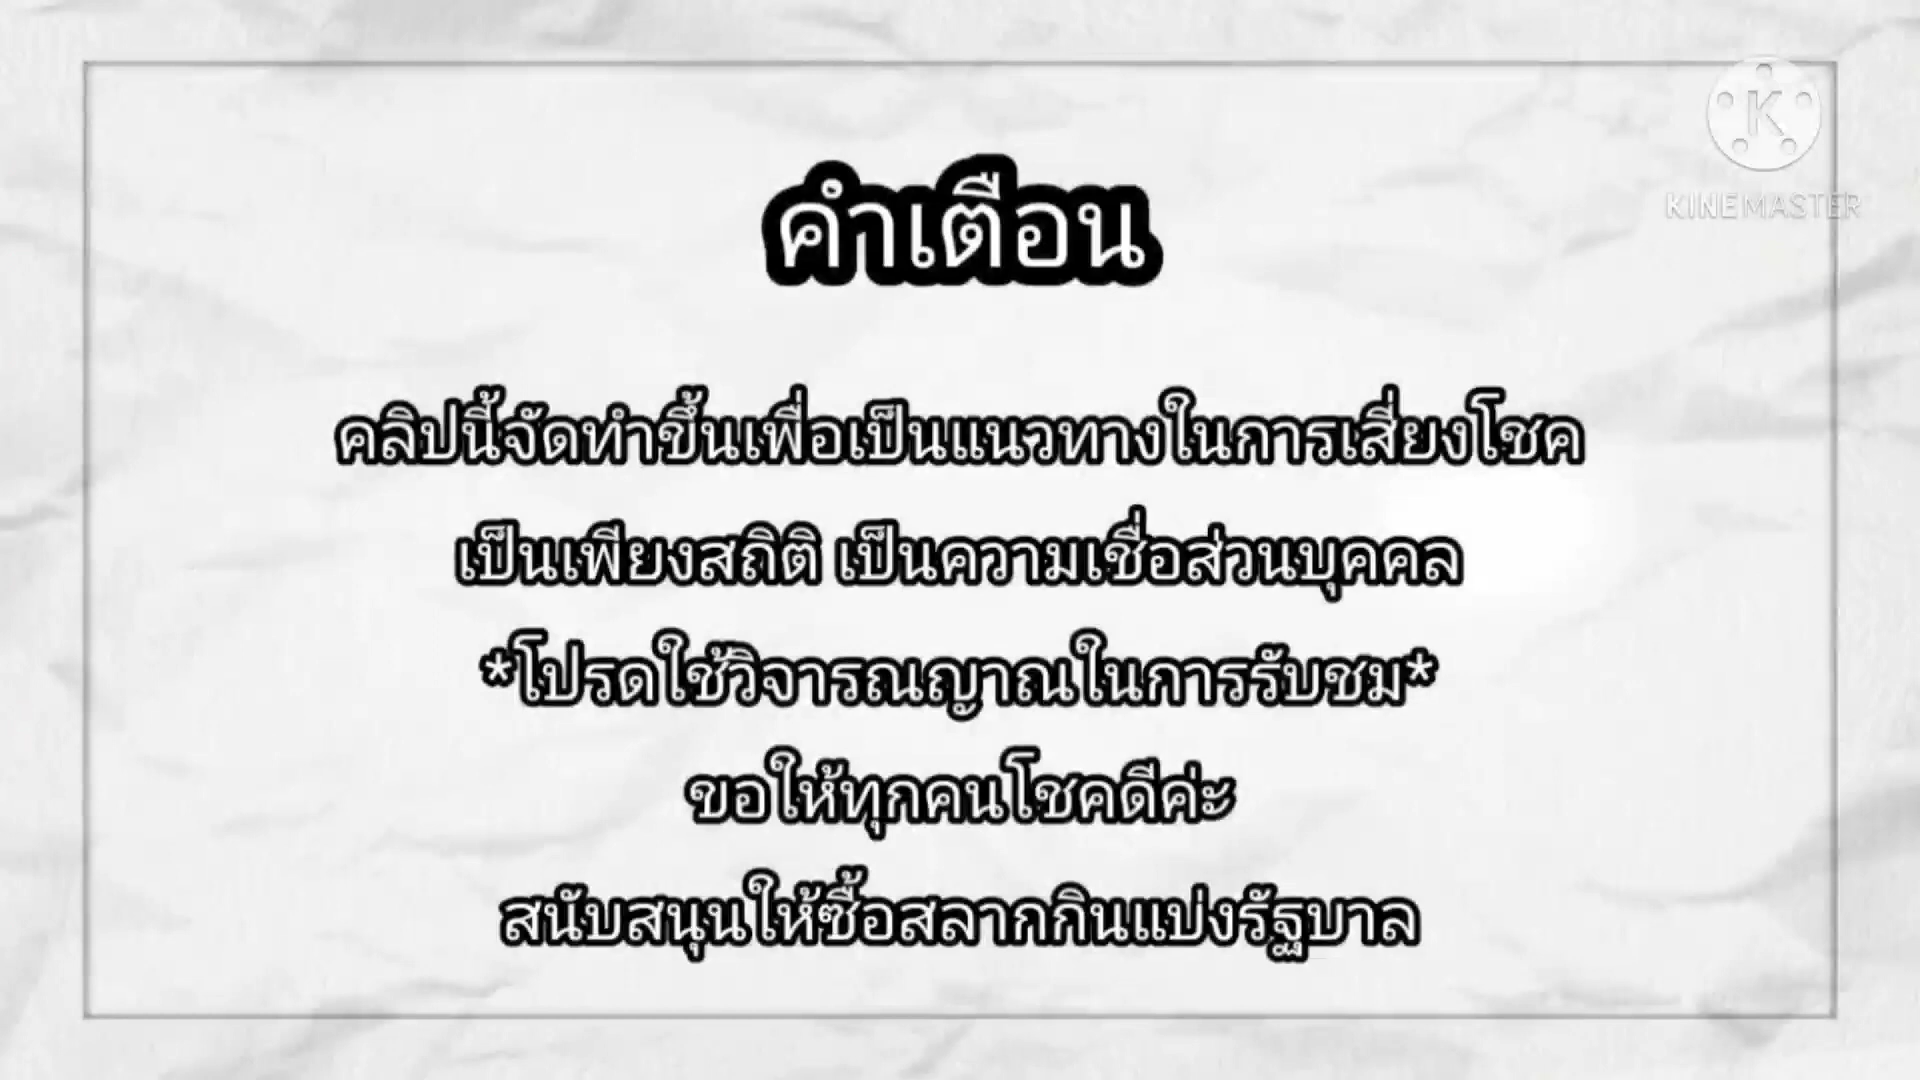 KINEMASTER
คำเตือน
คลิปนี้จัดทำขึ้นเพื่อเป็นแนวทางในการเสี่ยงโชค
เป็นเพียงสถิติ เป็นความเชื่อส่วนบุคคล
*โปรดใช้วิจารณญาณในการรับชม*
ขอให้ทุกคนโชคดีค่ะ
สนับสนุนให้ซื้อสลากกินแบ่งรัฐบาล